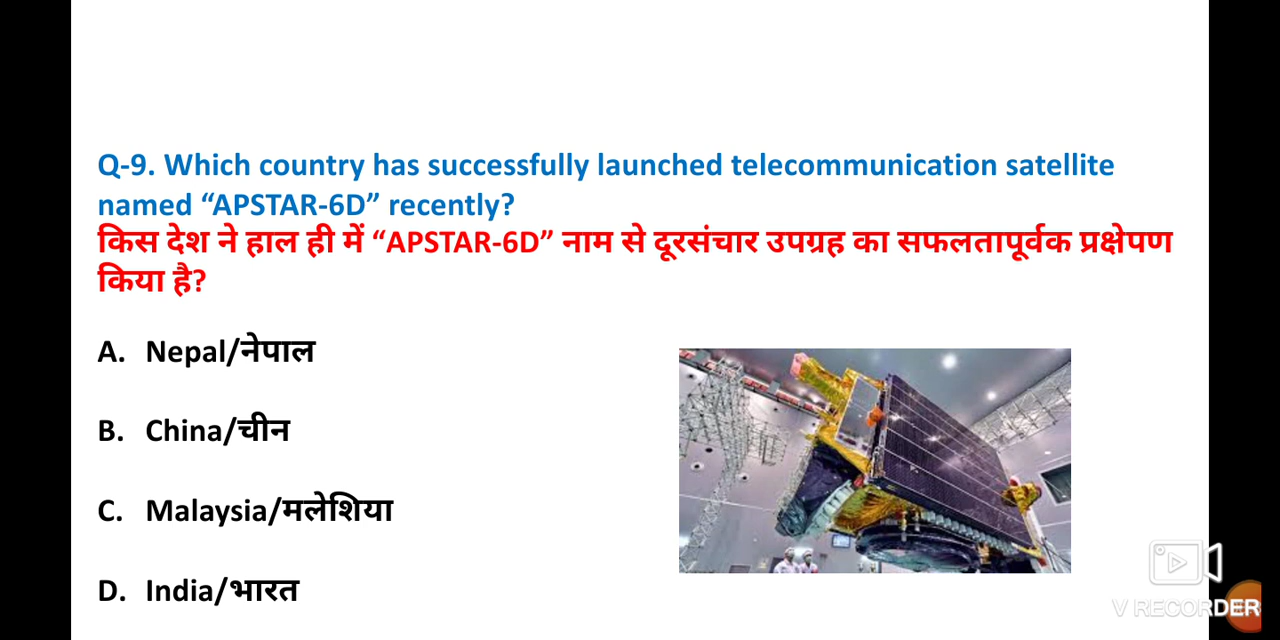 Q-9. Which country has successfully launched telecommunication satellite
named “APSTAR-6D” recently?
किस देश ने हाल ही में “APSTAR-6D” नाम से दूरसंचार उपग्रह का सफलतापूर्वक प्रक्षेपण
किया है?
A. Nepal/नेपाल
B. China/चीन
C. Malaysia/मलेशिया
D. India/भारत
V RECORDER